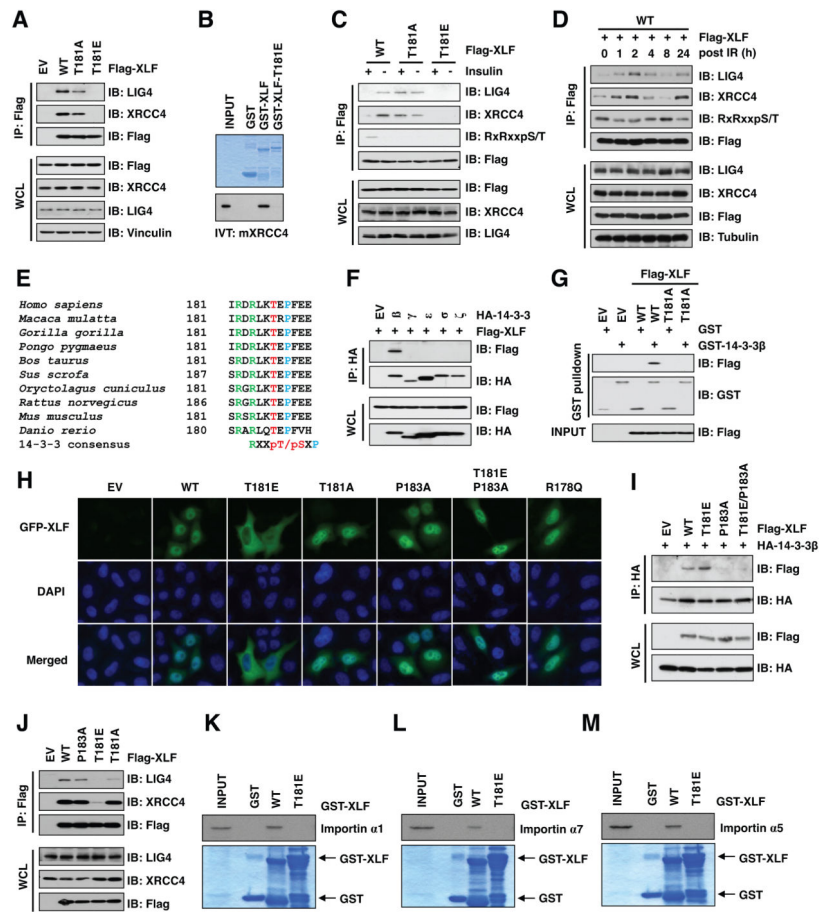 A
EV
WT
T181A
T181E
Flag-XLF
IP: Flag
IB: LIG4
IB: XRCC4
IB: Flag
WCL
IB: Flag
IB: XRCC4
IB: LIG4
IB: Vinculin
B
INPUT
GST
GST-XLF
GST-XLF-T181E
IVT: mXRCC4
C
WT
T181A
T181E
Flag-XLF
+ - + - + - Insulin
IP: Flag
IB: LIG4
IB: XRCC4
IB: RxRxxpS/T
IB: Flag
WCL
IB: Flag
IB: XRCC4
IB: LIG4
D
WT
+ + + + + + Flag-XLF
0 1 2 4 8 24 post IR (h)
IP: Flag
IB: LIG4
IB: XRCC4
IB: RxRxxpS/T
IB: Flag
WCL
IB: LIG4
IB: XRCC4
IB: Flag
IB: Tubulin
E
Homo sapiens 181 IRDRLKTEPFEE
Macaca mulatta 181 IRDRLKTRPFEE
Gorilla gorilla 181 IRDRLKTEPFEE
Pongo pygmaeus 181 IRDRLKTEPFEE
Bos taurus 181 IRDRLKTEPFEE
Sus scrofa 187 IRDRLKTEPFEE
Oryctolagus cuniculus 181 SRGRLKTEPFEE
Rattus norvegicus 186 SRGRLKTEPFEE
Mus musculus 181 SRSRLKTEPFEE
Danio rerio 180 SRARLQTEPFVH
14-3-3 consensus RXXpT/pSXP
F
EV β γ ε σ ζ HA-14-3-3
+ + + + + + Flag-XLF
IP: HA
IB: Flag
IB: HA
WCL
IB: Flag
IB: HA
G
Flag-XLF
EV
EV
WT
WT
T181A
T181A
+ + + GST
+ + + GST-14-3-3β
GST pulldown
IB: Flag
IB: GST
INPUT
IB: Flag
H
EV WT T181E T181A P183A T181E P183A R178Q
GFP-XLF
DAPI
Merged
I
EV
WT
T181E
P183A
T181E/P183A
Flag-XLF
+ + + + + HA-14-3-3β
IP: HA
IB: Flag
IB: HA
WCL
IB: Flag
IB: HA
J
EV
WT
P183A
T181E
T181A
Flag-XLF
IP: Flag
IB: LIG4
IB: XRCC4
IB: Flag
WCL
IB: LIG4
IB: XRCC4
IB: Flag
K
INPUT
GST
WT
T181E
GST-XLF
Importin α1
GST-XLF
GST
L
INPUT
GST
WT
T181E
GST-XLF
Importin α7
GST-XLF
GST
M
INPUT
GST
WT
T181E
GST-XLF
Importin α5
GST-XLF
GST